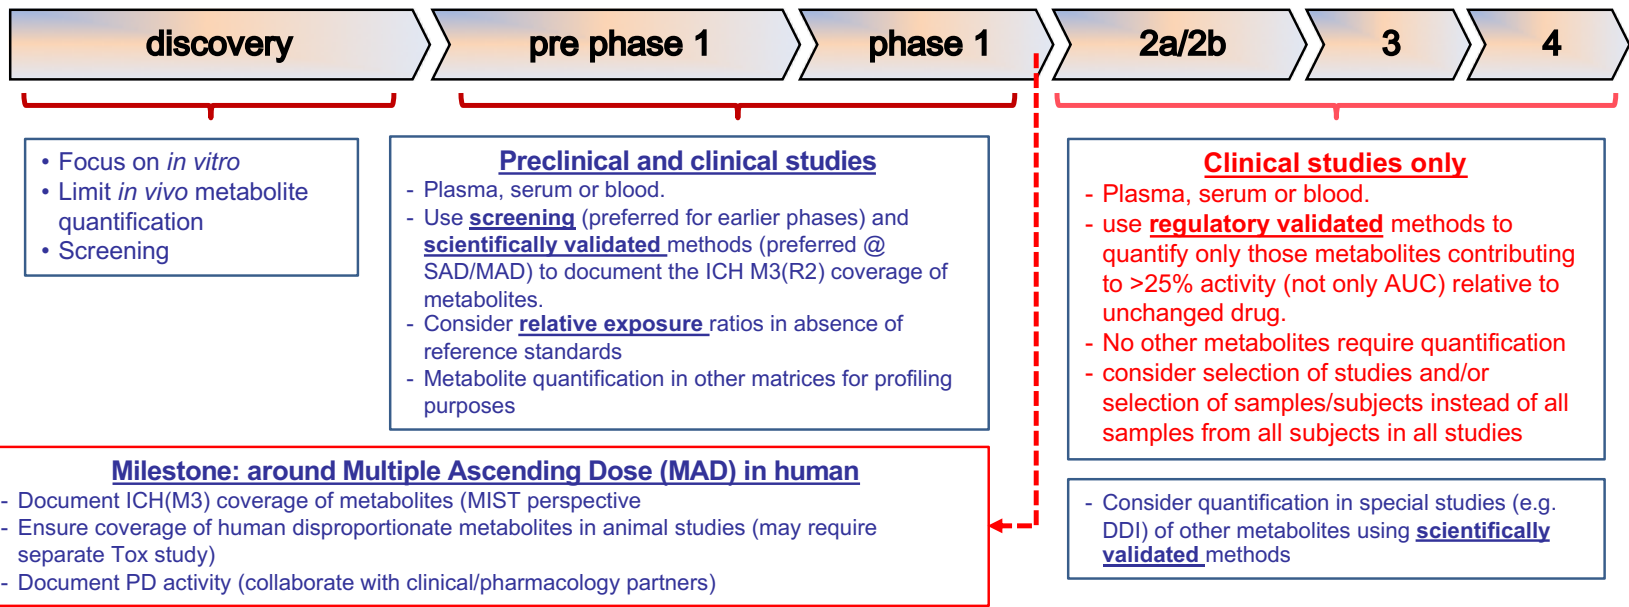 discovery
pre phase 1
phase 1
2a/2b
3
4
• Focus on in vitro
• Limit in vivo metabolite
quantification
• Screening
Preclinical and clinical studies
- Plasma, serum or blood.
- Use screening (preferred for earlier phases) and
scientifically validated methods (preferred @
SAD/MAD) to document the ICH M3(R2) coverage of
metabolites.
- Consider relative exposure ratios in absence of
reference standards
- Metabolite quantification in other matrices for profiling
purposes
Clinical studies only
- Plasma, serum or blood.
- use regulatory validated methods to
quantify only those metabolites contributing
to >25% activity (not only AUC) relative to
unchanged drug.
- No other metabolites require quantification
- consider selection of studies and/or
selection of samples/subjects instead of all
samples from all subjects in all studies
Milestone: around Multiple Ascending Dose (MAD) in human
- Document ICH(M3) coverage of metabolites (MIST perspective
- Ensure coverage of human disproportionate metabolites in animal studies (may require
separate Tox study)
- Document PD activity (collaborate with clinical/pharmacology partners)
- Consider quantification in special studies (e.g.
DDI) of other metabolites using scientifically
validated methods